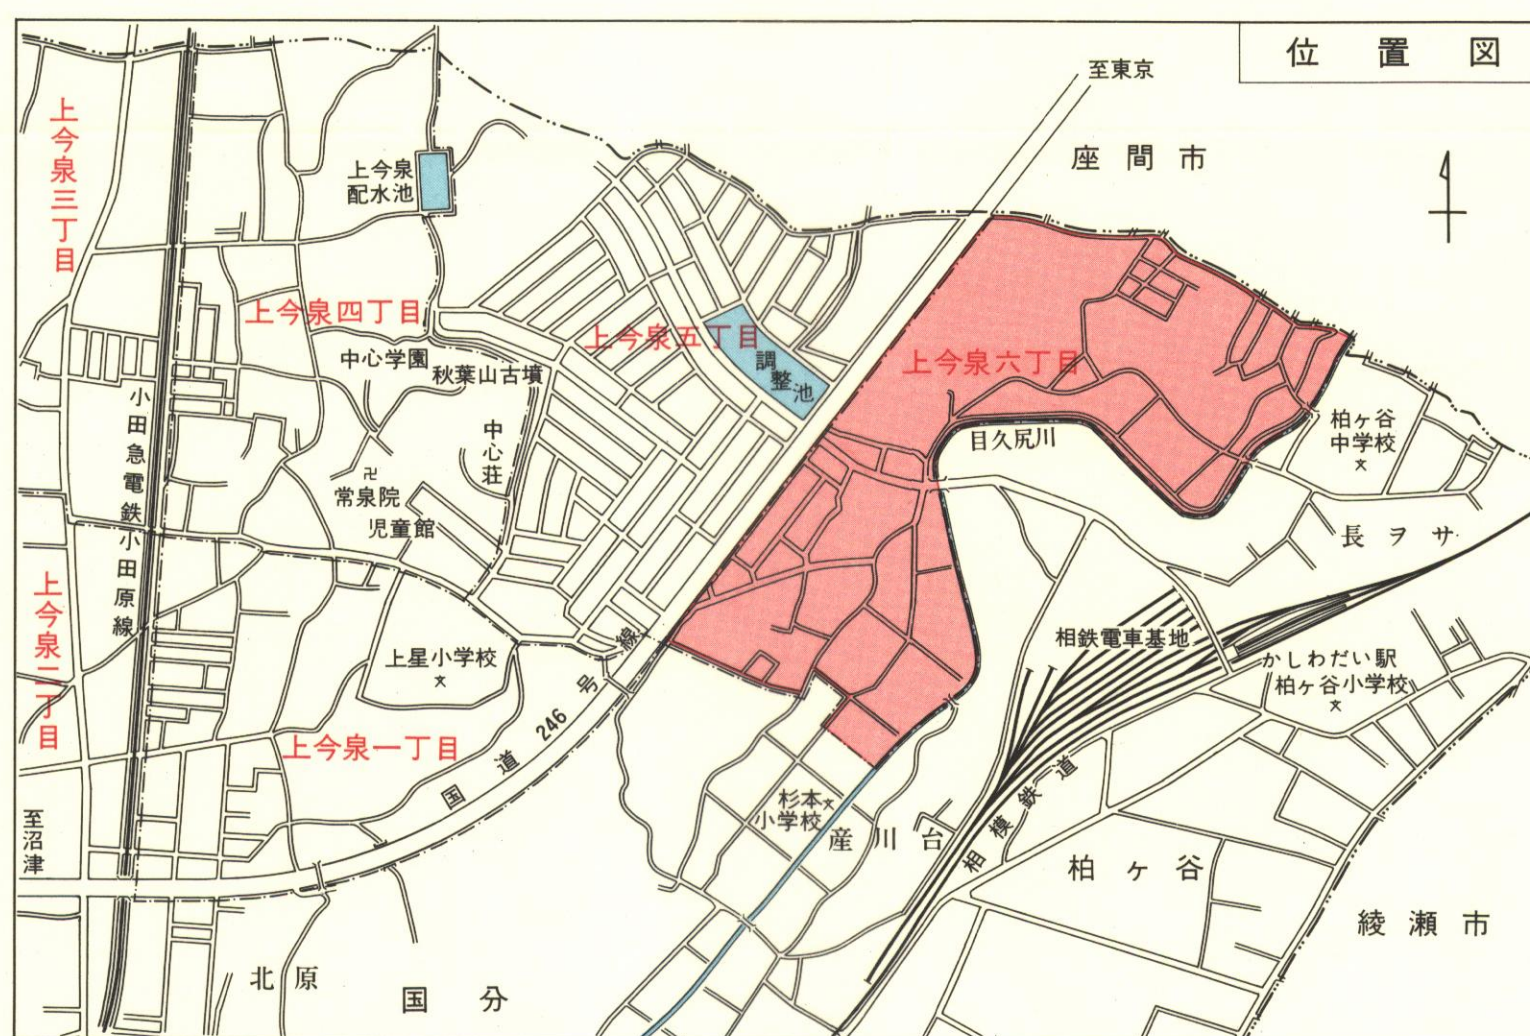 位置図
至東京
座間市
上今泉三丁目
上今泉
配水池
上今泉四丁目
上今泉五丁目
調整池
上今泉六丁目
中心学園
秋葉山古墳
中心荘
小田急電鉄小田原線
卍
常泉院
児童館
目久尻川
柏ヶ谷
中学校
文
長ヲサ
上今泉二丁目
上星小学校
文
相鉄電車基地
かしわだい駅
柏ヶ谷小学校
文
上今泉一丁目
国道246号線
至沼津
杉本
小学校
文
産川台
相模鉄道
柏ヶ谷
綾瀬市
北原
国分